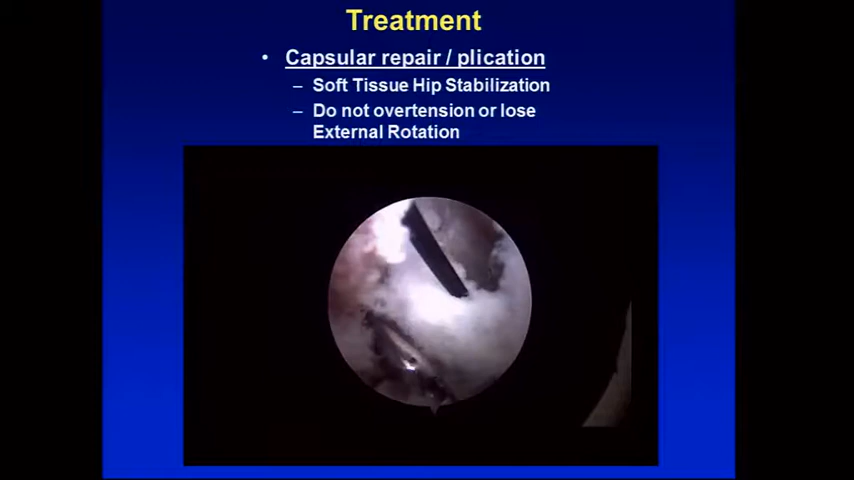 Treatment
• Capsular repair / plication
– Soft Tissue Hip Stabilization
– Do not overtension or lose
External Rotation